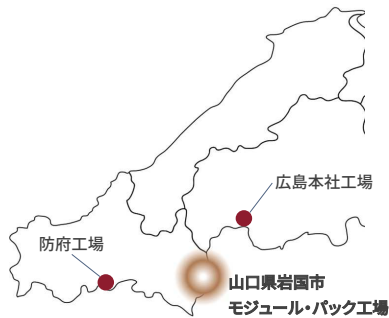 広島本社工場
防府工場
山口県岩国市
モジュール・パック工場